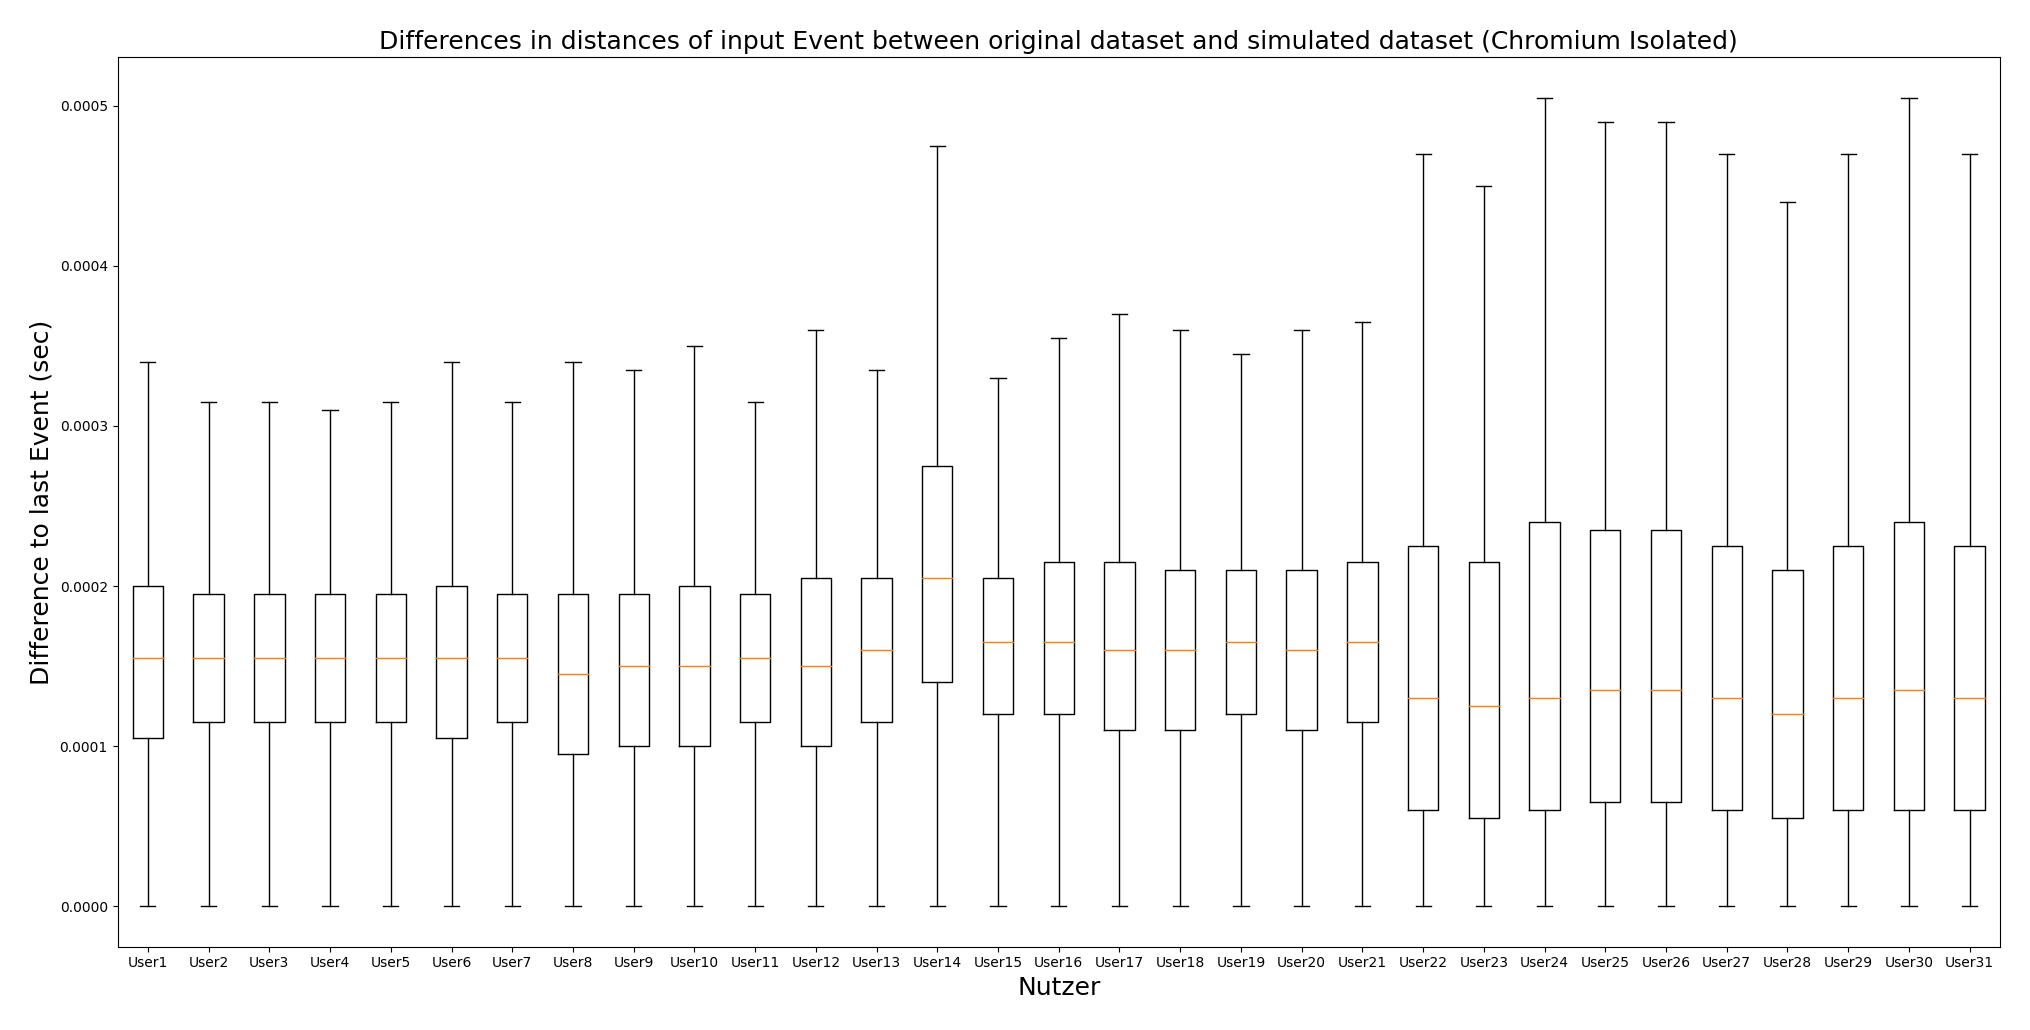 Differences in distances of input Event between original dataset and simulated dataset (Chromium Isolated)
Difference to last Event (sec)
0.0005
0.0004
0.0003
0.0002
0.0001
0.0000
User1 User2 User3 User4 User5 User6 User7 User8 User9 User10 User11 User12 User13 User14 User15 User16 User17 User18 User19 User20 User21 User22 User23 User24 User25 User26 User27 User28 User29 User30 User31
Nutzer